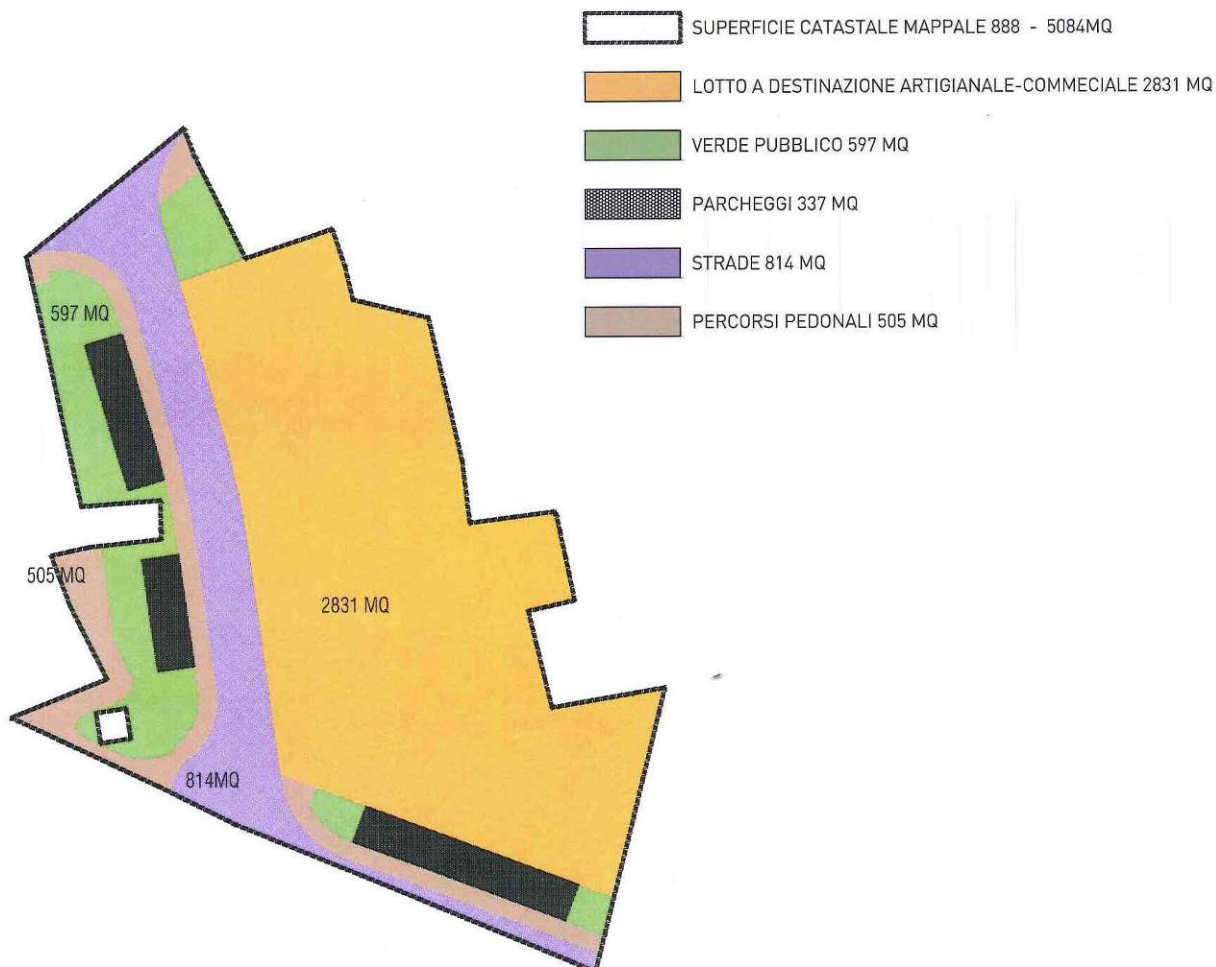 SUPERFICIE CATASTALE MAPPALE 888 - 5084MQ
LOTTO A DESTINAZIONE ARTIGIANALE-COMMECIALE 2831 MQ
VERDE PUBBLICO 597 MQ
PARCHEGGI 337 MQ
STRADE 814 MQ
PERCORSI PEDONALI 505 MQ
597 MQ
505 MQ
2831 MQ
814MQ